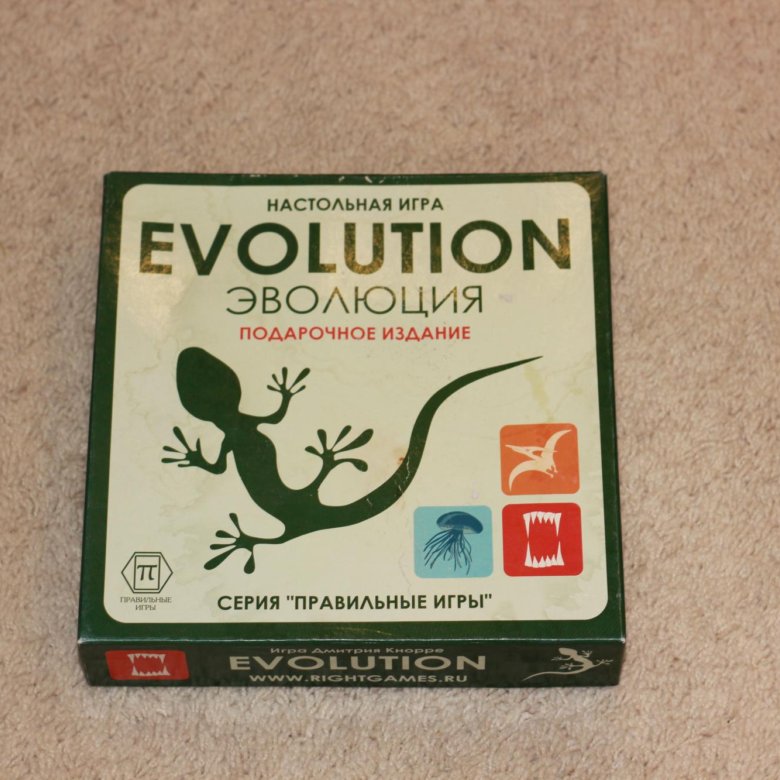 НАСТОЛЬНАЯ ИГРА
EVOLUTION
ЭВОЛЮЦИЯ
ПОДАРОЧНОЕ ИЗДАНИЕ
π
ПРАВИЛЬНЫЕ
ИГРЫ
СЕРИЯ "ПРАВИЛЬНЫЕ ИГРЫ"
Игра Дмитрия Кнорре
EVOLUTION
WWW.RIGHTGAMES.RU